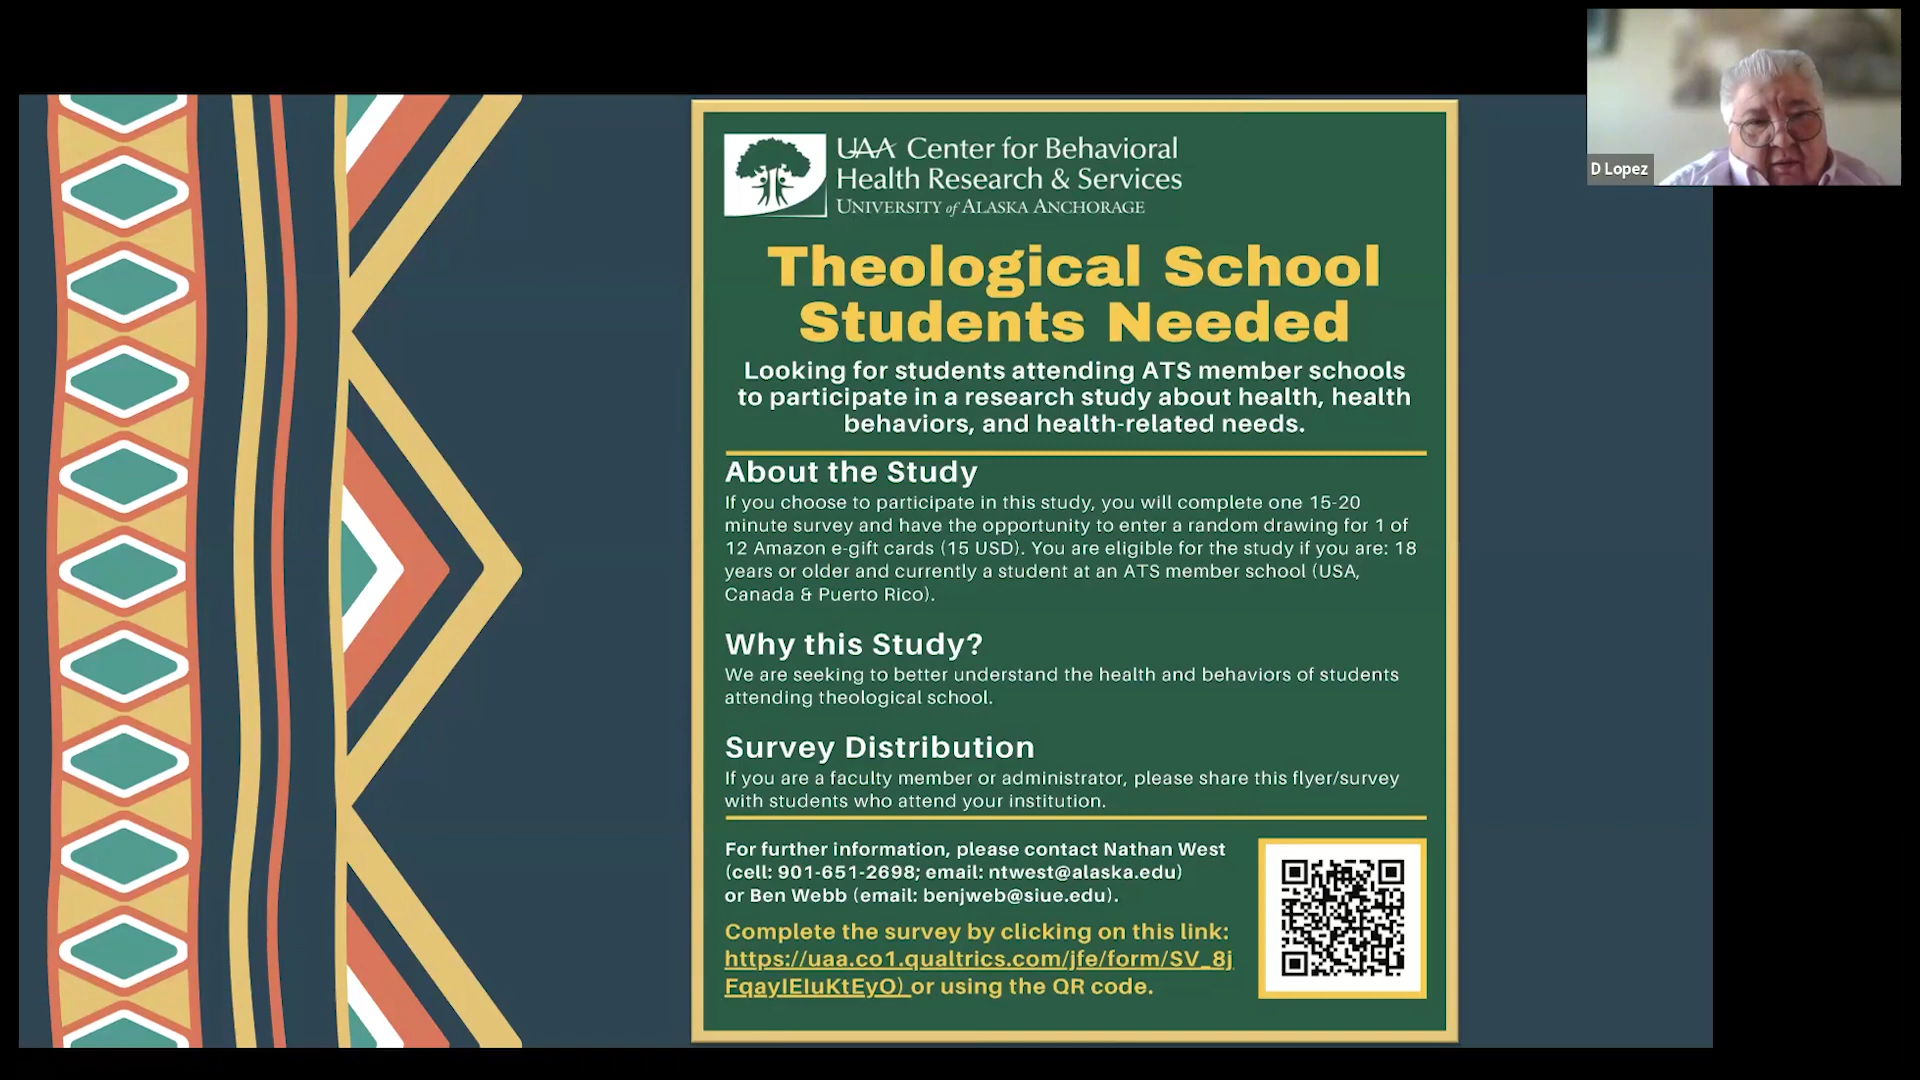 UAA Center for Behavioral
Health Research & Services
UNIVERSITY of ALASKA ANCHORAGE
Theological School
Students Needed
Looking for students attending ATS member schools
to participate in a research study about health, health
behaviors, and health-related needs.
About the Study
If you choose to participate in this study, you will complete one 15-20
minute survey and have the opportunity to enter a random drawing for 1 of
12 Amazon e-gift cards (15 USD). You are eligible for the study if you are: 18
years or older and currently a student at an ATS member school (USA,
Canada & Puerto Rico).
Why this Study?
We are seeking to better understand the health and behaviors of students
attending theological school.
Survey Distribution
If you are a faculty member or administrator, please share this flyer/survey
with students who attend your institution.
For further information, please contact Nathan West
(cell: 901-651-2698; email: ntwest@alaska.edu)
or Ben Webb (email: benjweb@siue.edu).
Complete the survey by clicking on this link:
https://uaa.co1.qualtrics.com/jfe/form/SV_8j
FqayIEIuKtEyO) or using the QR code.
D Lopez